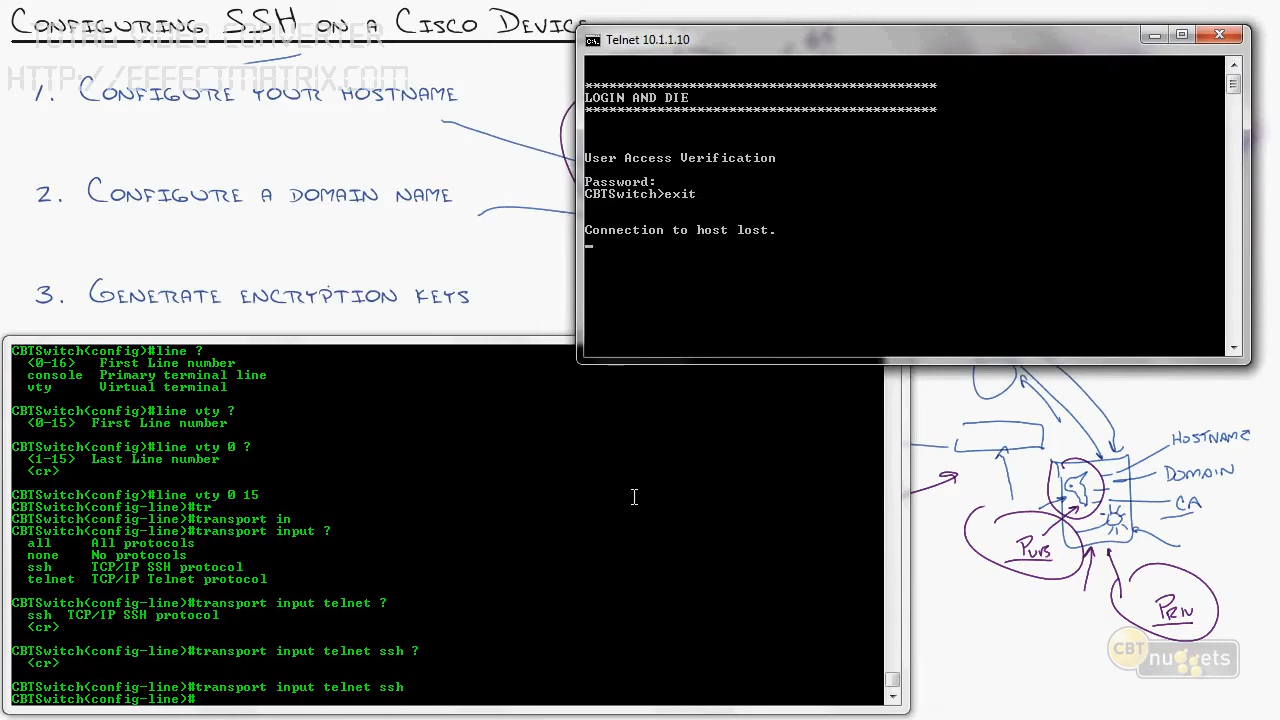 CONFIGURING SSH ON A CISCO DEVICE
TOTAL VIDEO CONVERTER
HTTP://EFFECTMATRIX.COM
1. CONFIGURE YOUR HOSTNAME
2. CONFIGURE A DOMAIN NAME
3. GENERATE ENCRYPTION KEYS
Telnet 10.1.1.10
********************************************
LOGIN AND DIE
********************************************
User Access Verification
Password:
CBTSwitch>exit
Connection to host lost.
CBTSwitch(config)#line ?
<0-16> First Line number
console Primary terminal line
vty Virtual terminal
CBTSwitch(config)#line vty ?
<0-15> First Line number
CBTSwitch(config)#line vty 0 ?
<1-15> Last Line number
<cr>
CBTSwitch(config)#line vty 0 15
CBTSwitch(config-line)#tr
CBTSwitch(config-line)#transport in
CBTSwitch(config-line)#transport input ?
all All protocols
none No protocols
ssh TCP/IP SSH protocol
telnet TCP/IP Telnet protocol
CBTSwitch(config-line)#transport input telnet ?
ssh TCP/IP SSH protocol
<cr>
CBTSwitch(config-line)#transport input telnet ssh ?
<cr>
CBTSwitch(config-line)#transport input telnet ssh
CBTSwitch(config-line)#
HOSTNAME
DOMAIN
CA
PUBS
PRIV
CBT nuggets